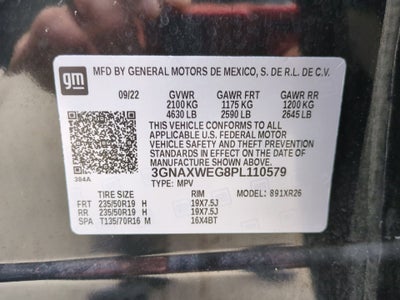 gm
MFD BY GENERAL MOTORS DE MEXICO, S. DE R.L. DE C.V.
09/22 GVWR GAWR FRT GAWR RR
2100 KG 1175 KG 1200 KG
4630 LB 2590 LB 2645 LB
THIS VEHICLE CONFORMS TO ALL
APPLICABLE U.S. FEDERAL MOTOR
VEHICLE SAFETY AND THEFT PREVENTION
STANDARDS IN EFFECT ON THE DATE OF
MANUFACTURE SHOWN ABOVE.
3GNAXWEG8PL110579
304A TYPE: MPV MODEL: 891XR26
TIRE SIZE RIM
FRT 235/50R19 H 19X7.5J
RR 235/50R19 H 19X7.5J
SPA T135/70R16 M 16X4BT